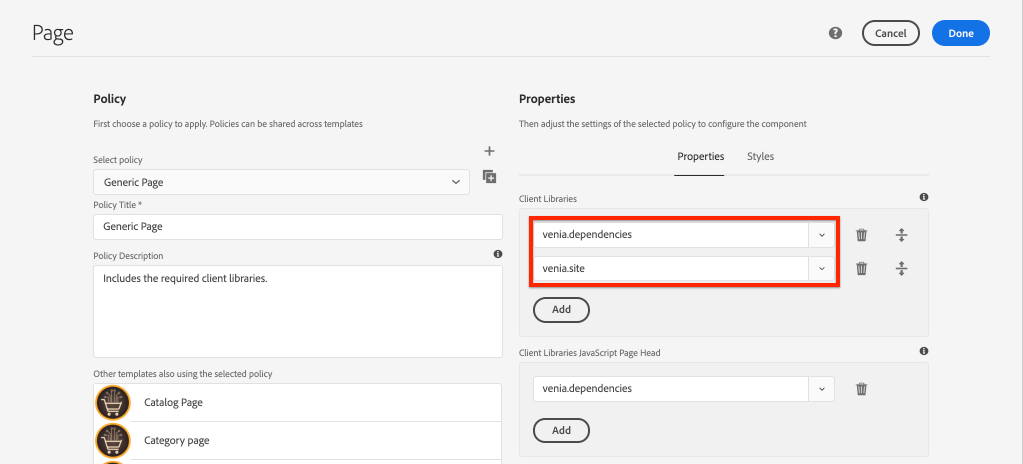 Page
Cancel
Done
Policy
First choose a policy to apply. Policies can be shared across templates
Select policy
Generic Page
Policy Title *
Generic Page
Policy Description
Includes the required client libraries.
Other templates also using the selected policy
Catalog Page
Category page
Properties
Then adjust the settings of the selected policy to configure the component
Properties
Styles
Client Libraries
venia.dependencies
venia.site
Add
Client Libraries JavaScript Page Head
venia.dependencies
Add